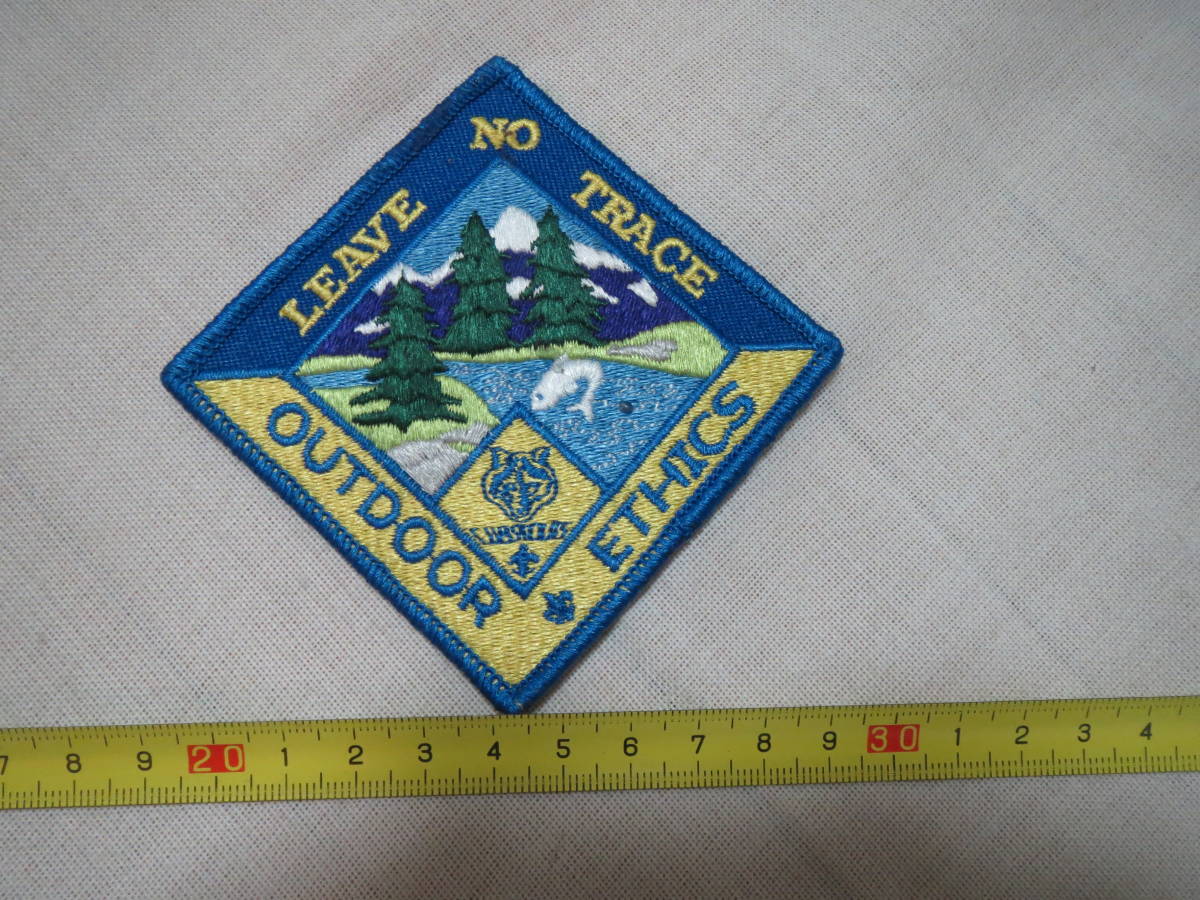 LEAVE NO TRACE
OUTDOOR ETHICS
7 8 9 20 1 2 3 4 5 6 7 8 9 30 1 2 3 4